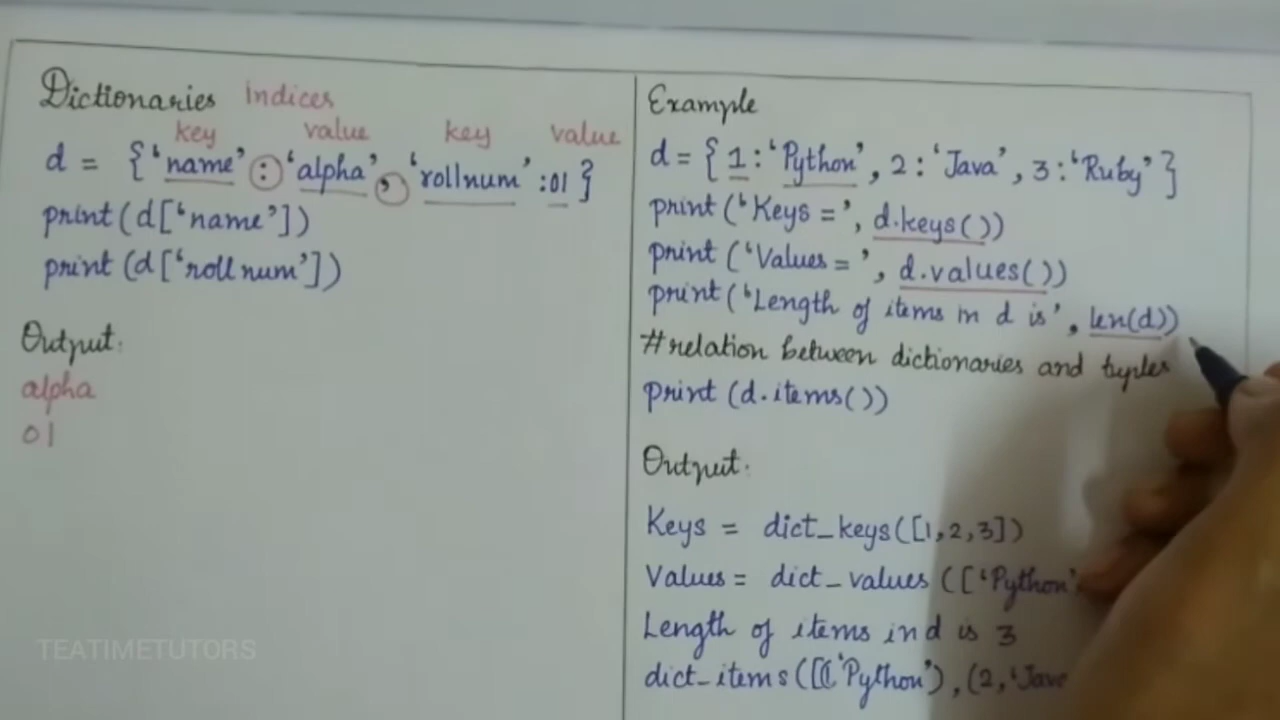 Dictionaries indices
key value key value
d = {‘name’ : ‘alpha’, ‘rollnum’ :01}
print(d[‘name’])
print (d[‘rollnum’])
Output:
alpha
01
TEATIMETUTORS
Example
d = { 1 : ‘Python’, 2 : ‘Java’, 3 : ‘Ruby’ }
print (‘Keys =’, d.keys())
print (‘Values = ’, d.values())
print (‘Length of items in d is’, len(d))
#relation between dictionaries and tuples
print (d.items())
Output:
Keys = dict_keys([1,2,3])
Values = dict_values ([‘Python’
Length of items in d is 3
dict_items([(‘Python’), (2, ‘Java